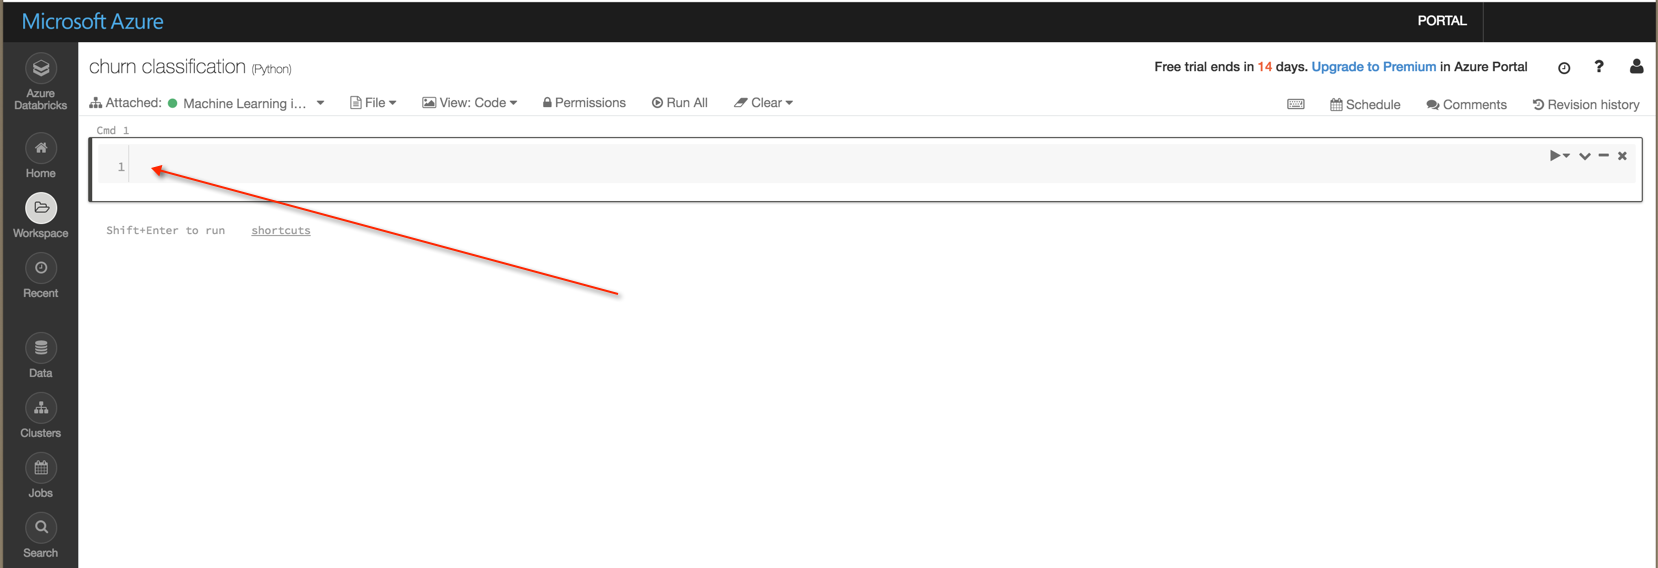 Microsoft Azure
PORTAL
Azure
Databricks
Home
Workspace
Recent
Data
Clusters
Jobs
Search
churn classification (Python)
Free trial ends in 14 days. Upgrade to Premium in Azure Portal
?
Attached: Machine Learning i... File View: Code Permissions Run All Clear
Schedule Comments Revision history
Cmd 1
1
Shift+Enter to run shortcuts